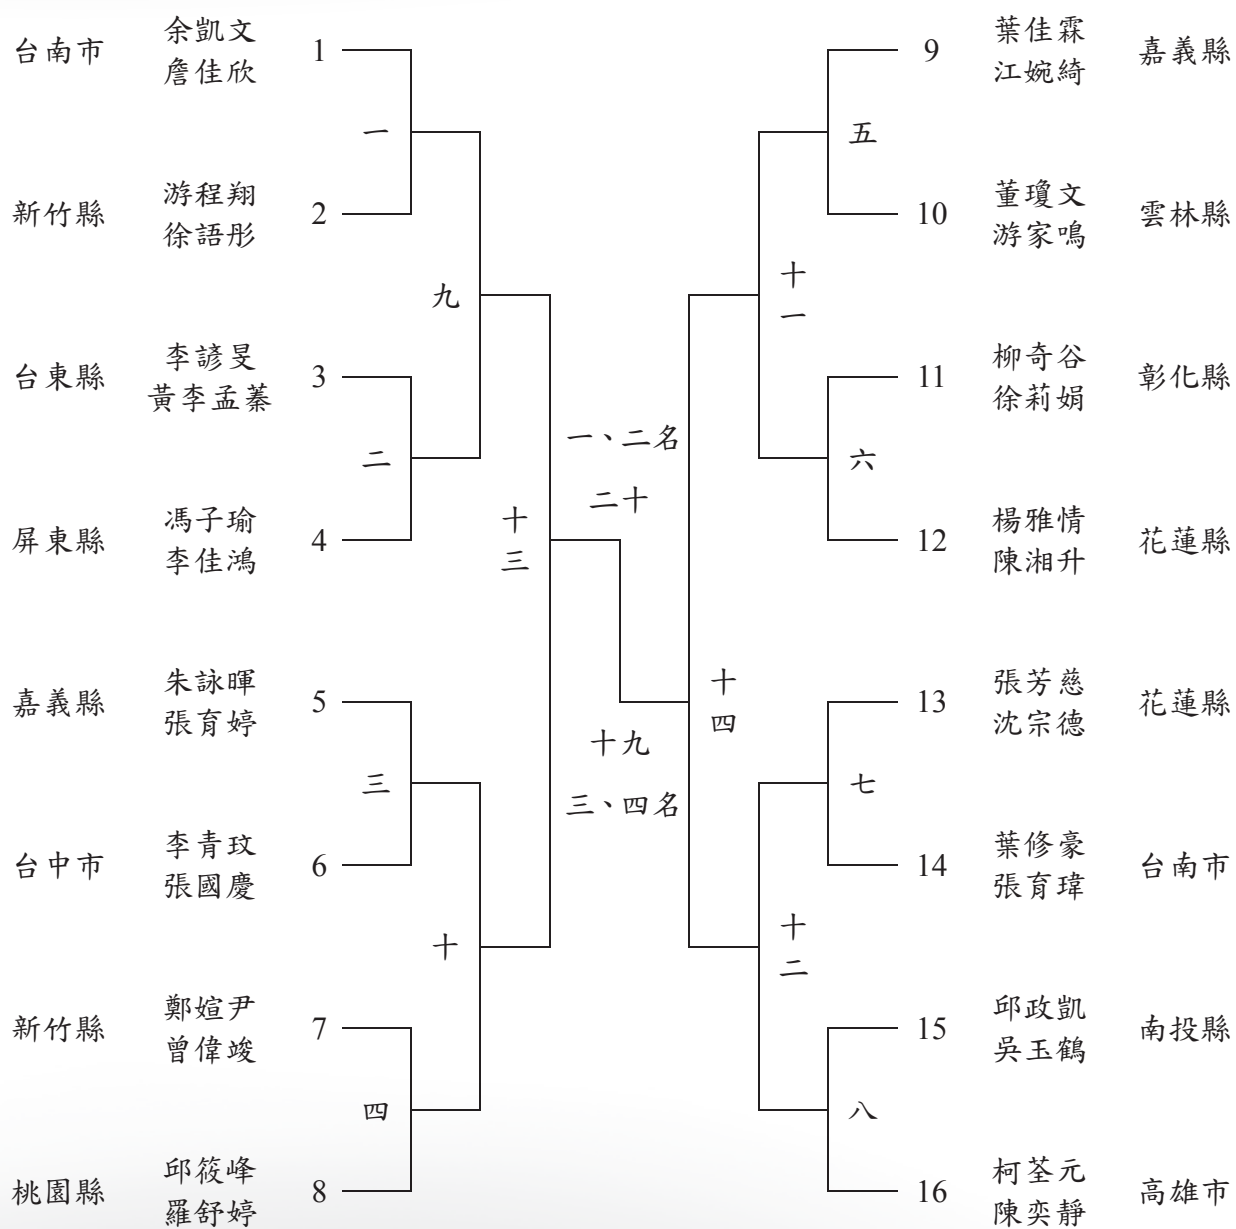 台南市 余凱文 1
詹佳欣
一
新竹縣 游程翔 2
徐語彤
九
台東縣 李諺旻 3
黃李孟蓁
二
屏東縣 馮子瑜 4
李佳鴻
十三
嘉義縣 朱詠暉 5
張育婷
三
台中市 李青玟 6
張國慶
十
新竹縣 鄭媗尹 7
曾偉竣
四
桃園縣 邱筱峰 8
羅舒婷
一、二名
二十
十九
三、四名
9 葉佳霖 嘉義縣
江婉綺
五
10 董瓊文 雲林縣
游家鳴
十一
11 柳奇谷 彰化縣
徐莉娟
六
12 楊雅情 花蓮縣
陳湘升
十四
13 張芳慈 花蓮縣
沈宗德
七
14 葉修豪 台南市
張育瑋
十二
15 邱政凱 南投縣
吳玉鶴
八
16 柯荃元 高雄市
陳奕靜